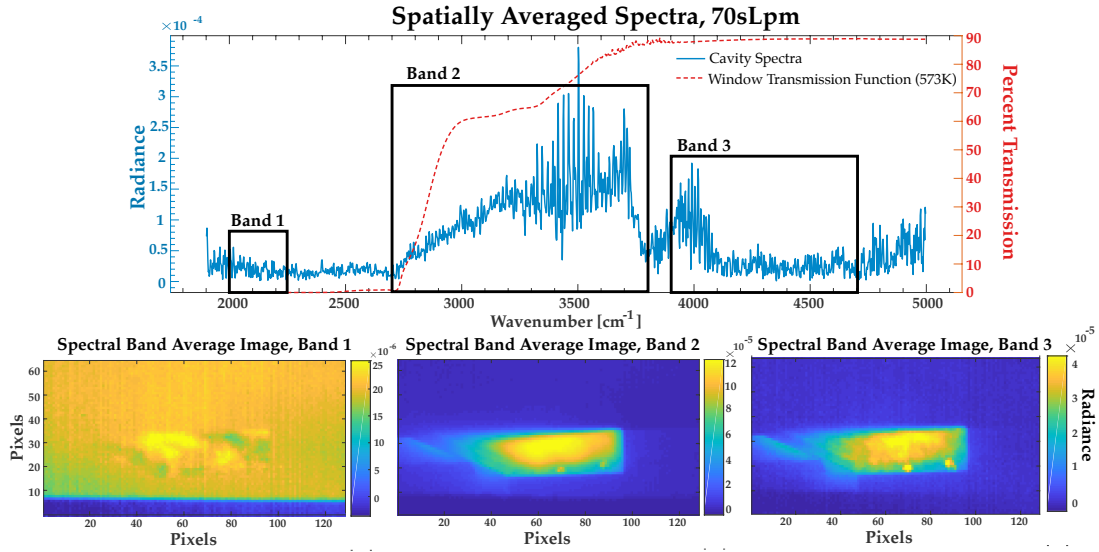 Spatially Averaged Spectra, 70sLpm
×10 -4
3.5
3
2.5
2
1.5
1
0.5
0
Radiance
Band 1
Band 2
Band 3
Cavity Spectra
Window Transmission Function (573K)
90
80
70
60
50
40
30
20
10
0
Percent Transmission
2000 2500 3000 3500 4000 4500 5000
Wavenumber [cm-1]
Spectral Band Average Image, Band 1
60
50
40
30
20
10
Pixels
20 40 60 80 100 120
Pixels
×10 -6
25
20
15
10
5
0
Spectral Band Average Image, Band 2
20 40 60 80 100 120
Pixels
×10 -5
12
10
8
6
4
2
0
Spectral Band Average Image, Band 3
20 40 60 80 100 120
Pixels
×10 -5
4
3
2
1
0
Radiance